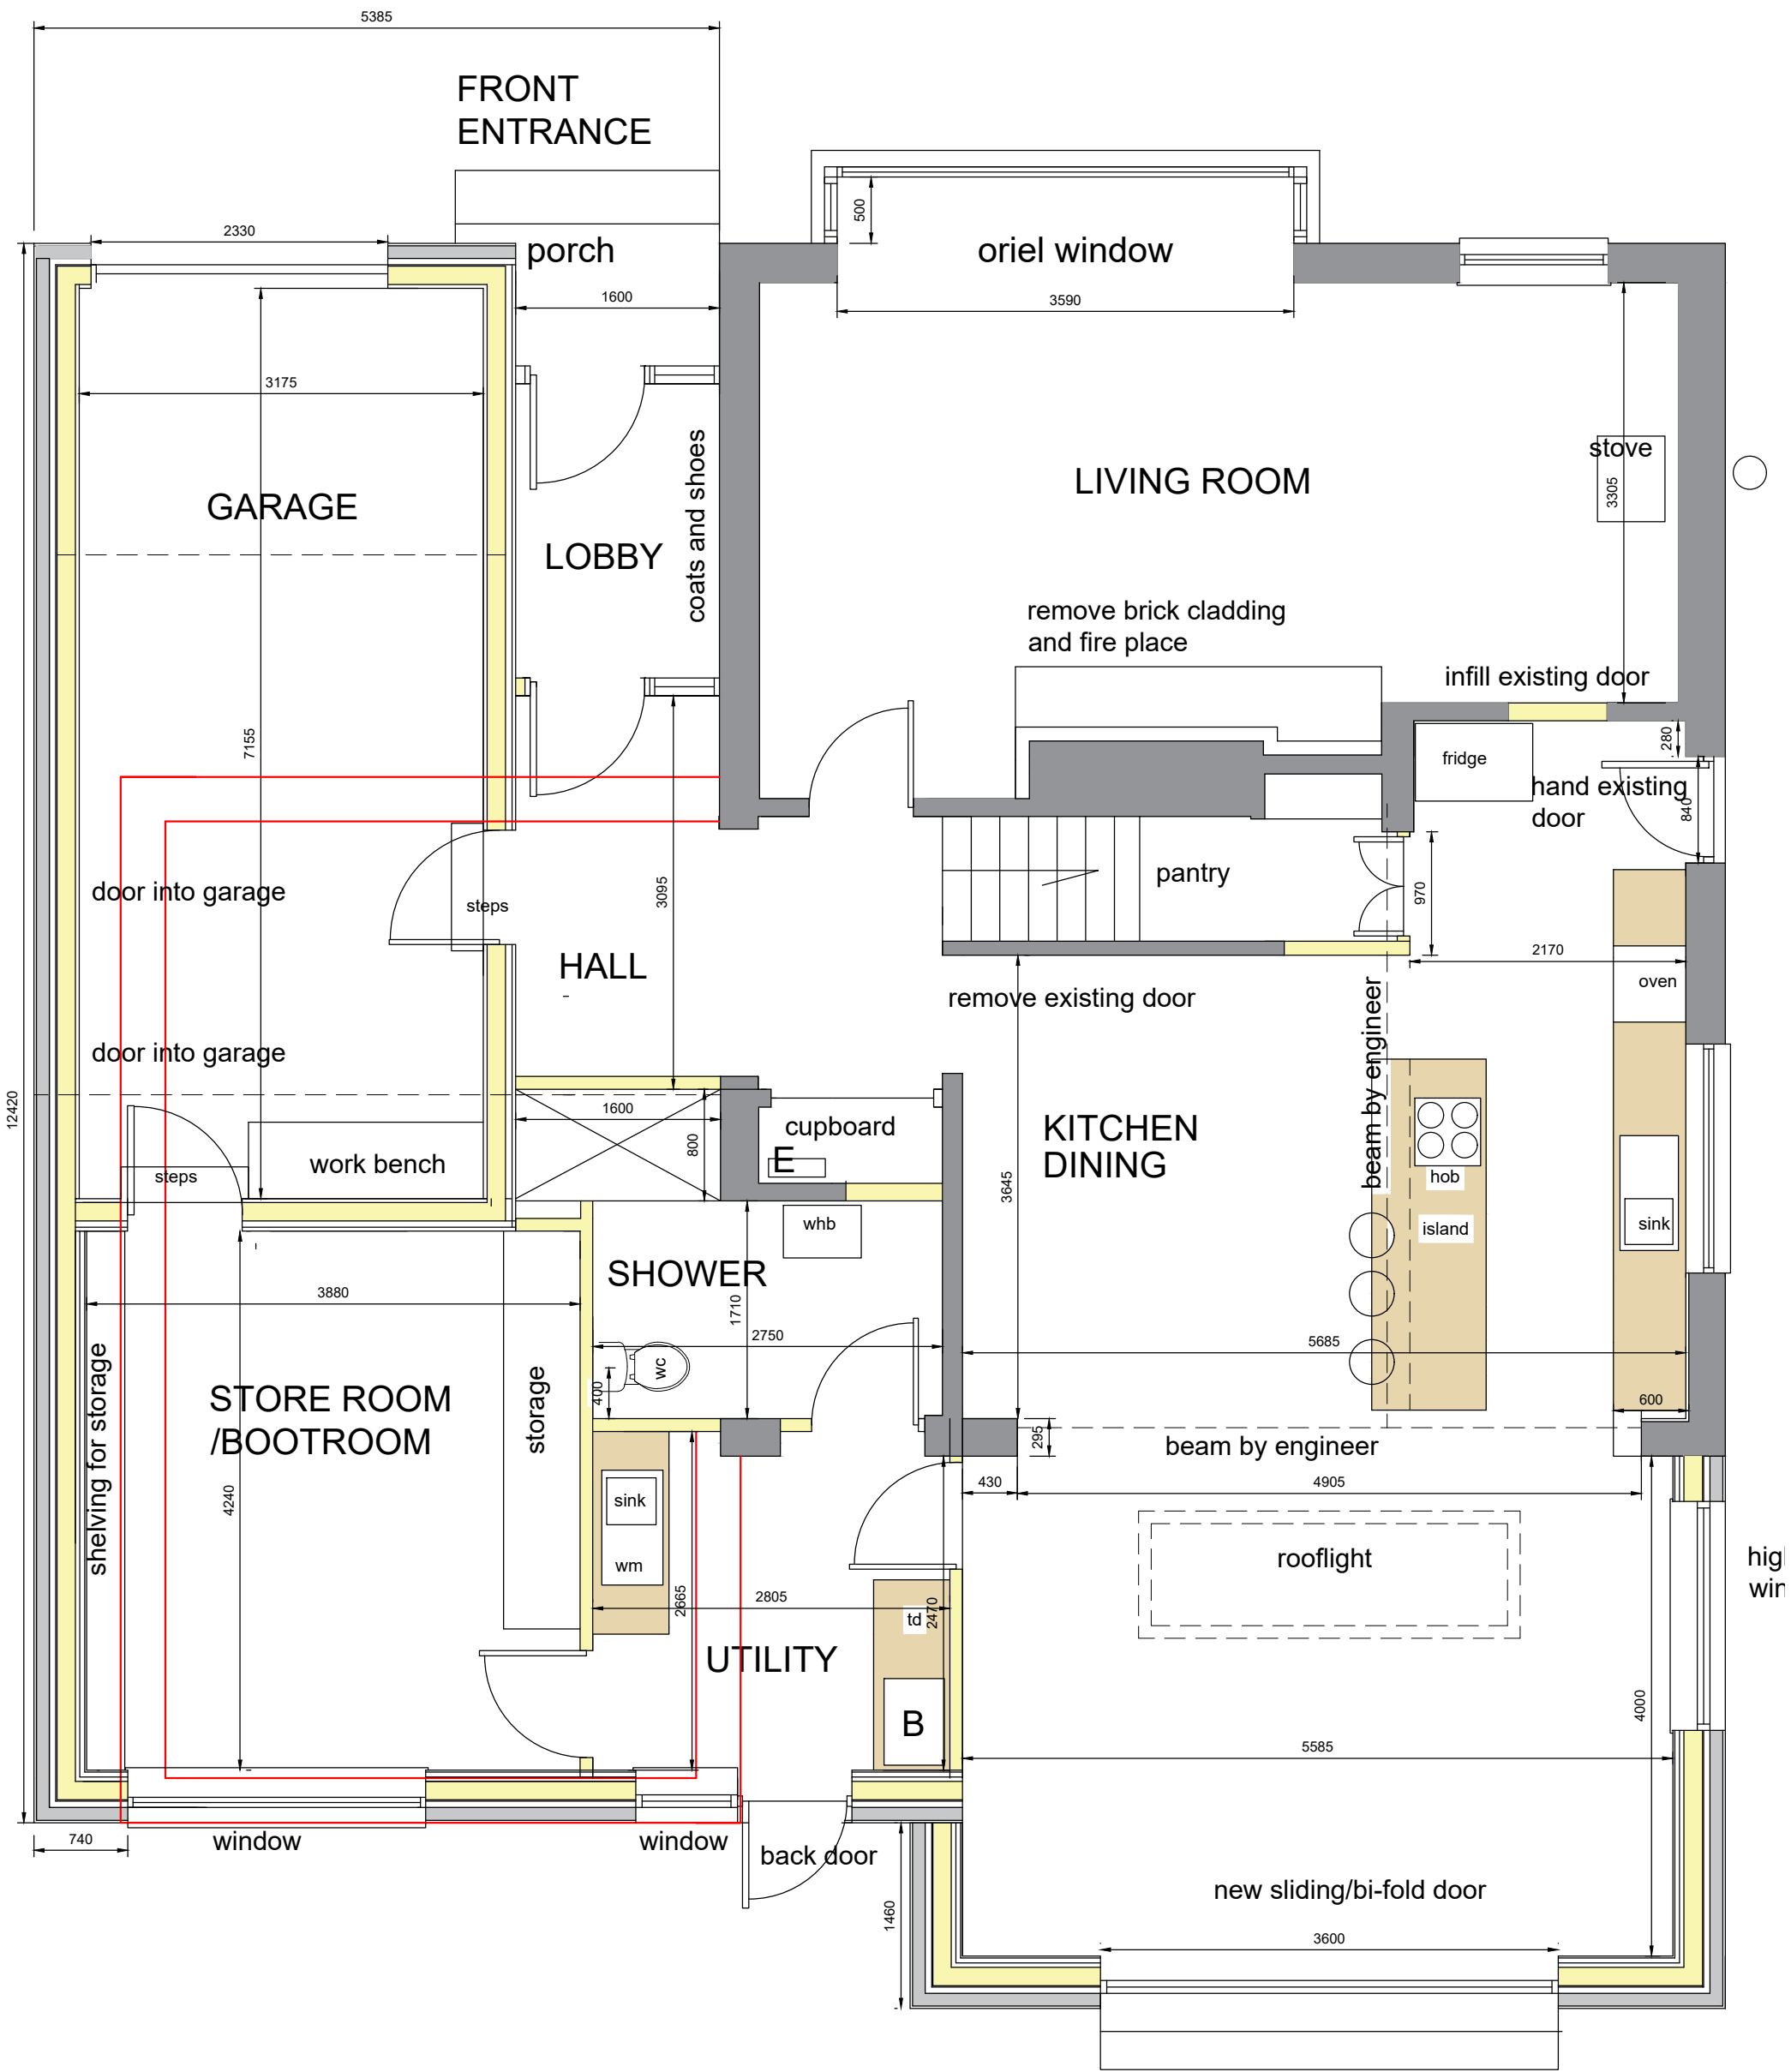 5385
FRONT
ENTRANCE
2330
porch
500
oriel window
1600
3590
3175
GARAGE
LOBBY
coats and shoes
LIVING ROOM
stove
3305
remove brick cladding
and fire place
infill existing door
7155
fridge
280
hand existing
door
840
door into garage
steps
3095
pantry
970
HALL
remove existing door
2170
oven
beam by engineer
door into garage
12420
1600
800
cupboard
E
work bench
steps
KITCHEN
DINING
3645
hob
island
sink
whb
SHOWER
1710
2750
3880
wc
400
5685
600
shelving for storage
STORE ROOM
/BOOTROOM
storage
4240
295
beam by engineer
430
4905
sink
wm
2665
2805
td
2470
rooflight
UTILITY
B
4000
5585
740
window
window
back door
1460
new sliding/bi-fold door
3600